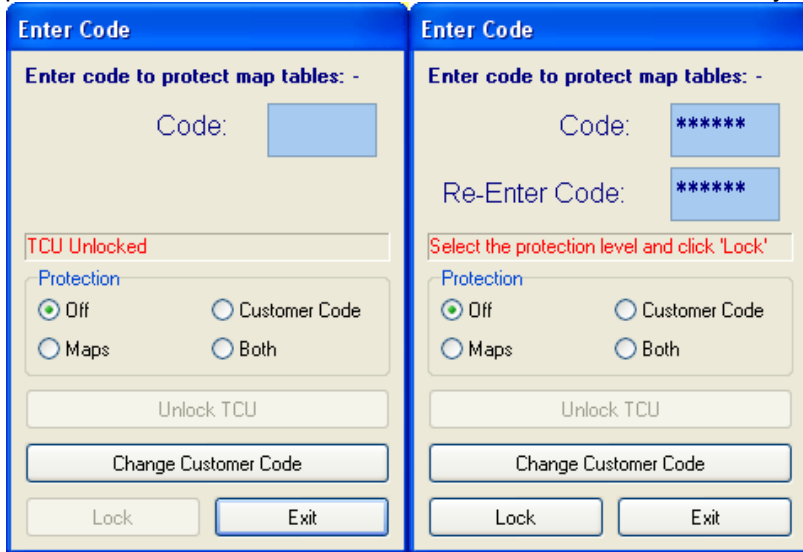 Enter Code
Enter code to protect map tables: -
Code:
TCU Unlocked
Protection
Off
Customer Code
Maps
Both
Unlock TCU
Change Customer Code
Lock
Exit
Enter Code
Enter code to protect map tables: -
Code: ******
Re-Enter Code: ******
Select the protection level and click 'Lock'
Protection
Off
Customer Code
Maps
Both
Unlock TCU
Change Customer Code
Lock
Exit